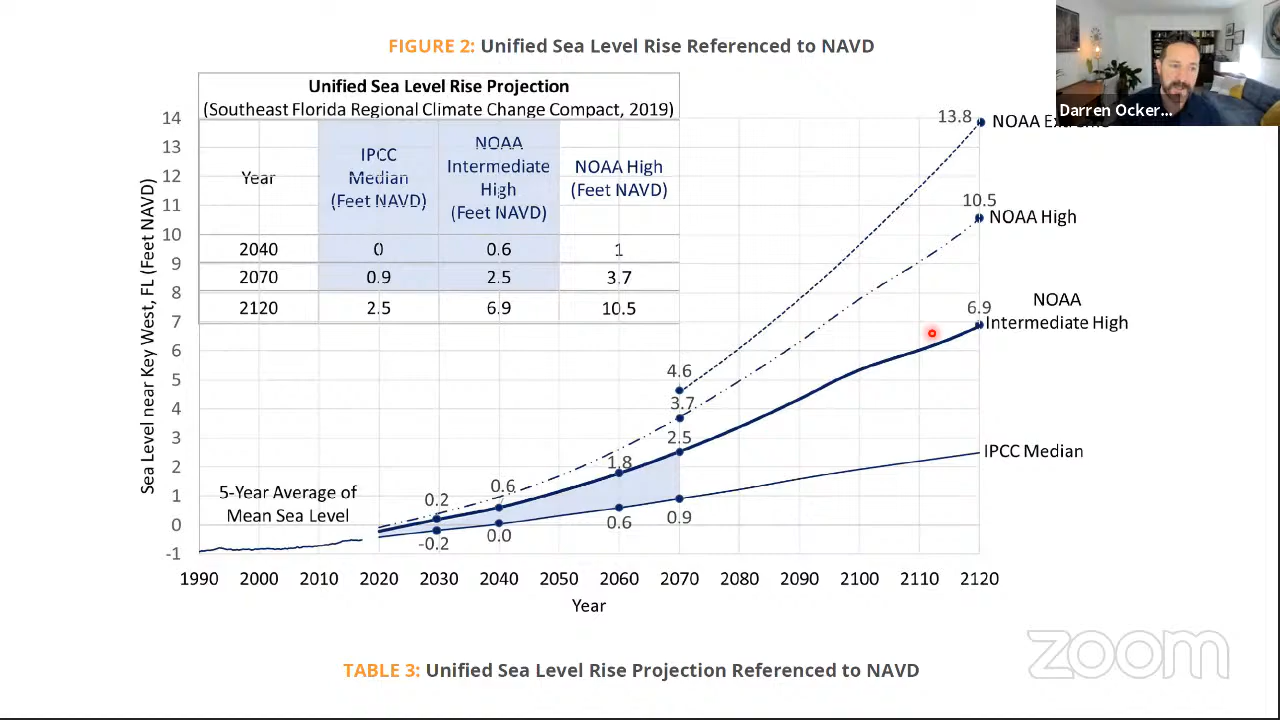 FIGURE 2: Unified Sea Level Rise Referenced to NAVD
Darren Ocker...
Unified Sea Level Rise Projection
(Southeast Florida Regional Climate Change Compact, 2019)
Year
IPCC
Median
(Feet NAVD)
NOAA
Intermediate
High
(Feet NAVD)
NOAA High
(Feet NAVD)
2040 0 0.6 1
2070 0.9 2.5 3.7
2120 2.5 6.9 10.5
Sea Level near Key West, FL (Feet NAVD)
14
13
12
11
10
9
8
7
6
5
4
3
2
1
0
-1
13.8 NOAA Extreme
10.5
NOAA High
6.9
NOAA
Intermediate High
4.6
3.7
2.5
1.8
IPCC Median
0.6
0.2
5-Year Average of
Mean Sea Level
0.9
0.6
0.0
-0.2
1990 2000 2010 2020 2030 2040 2050 2060 2070 2080 2090 2100 2110 2120
Year
zoom
TABLE 3: Unified Sea Level Rise Projection Referenced to NAVD